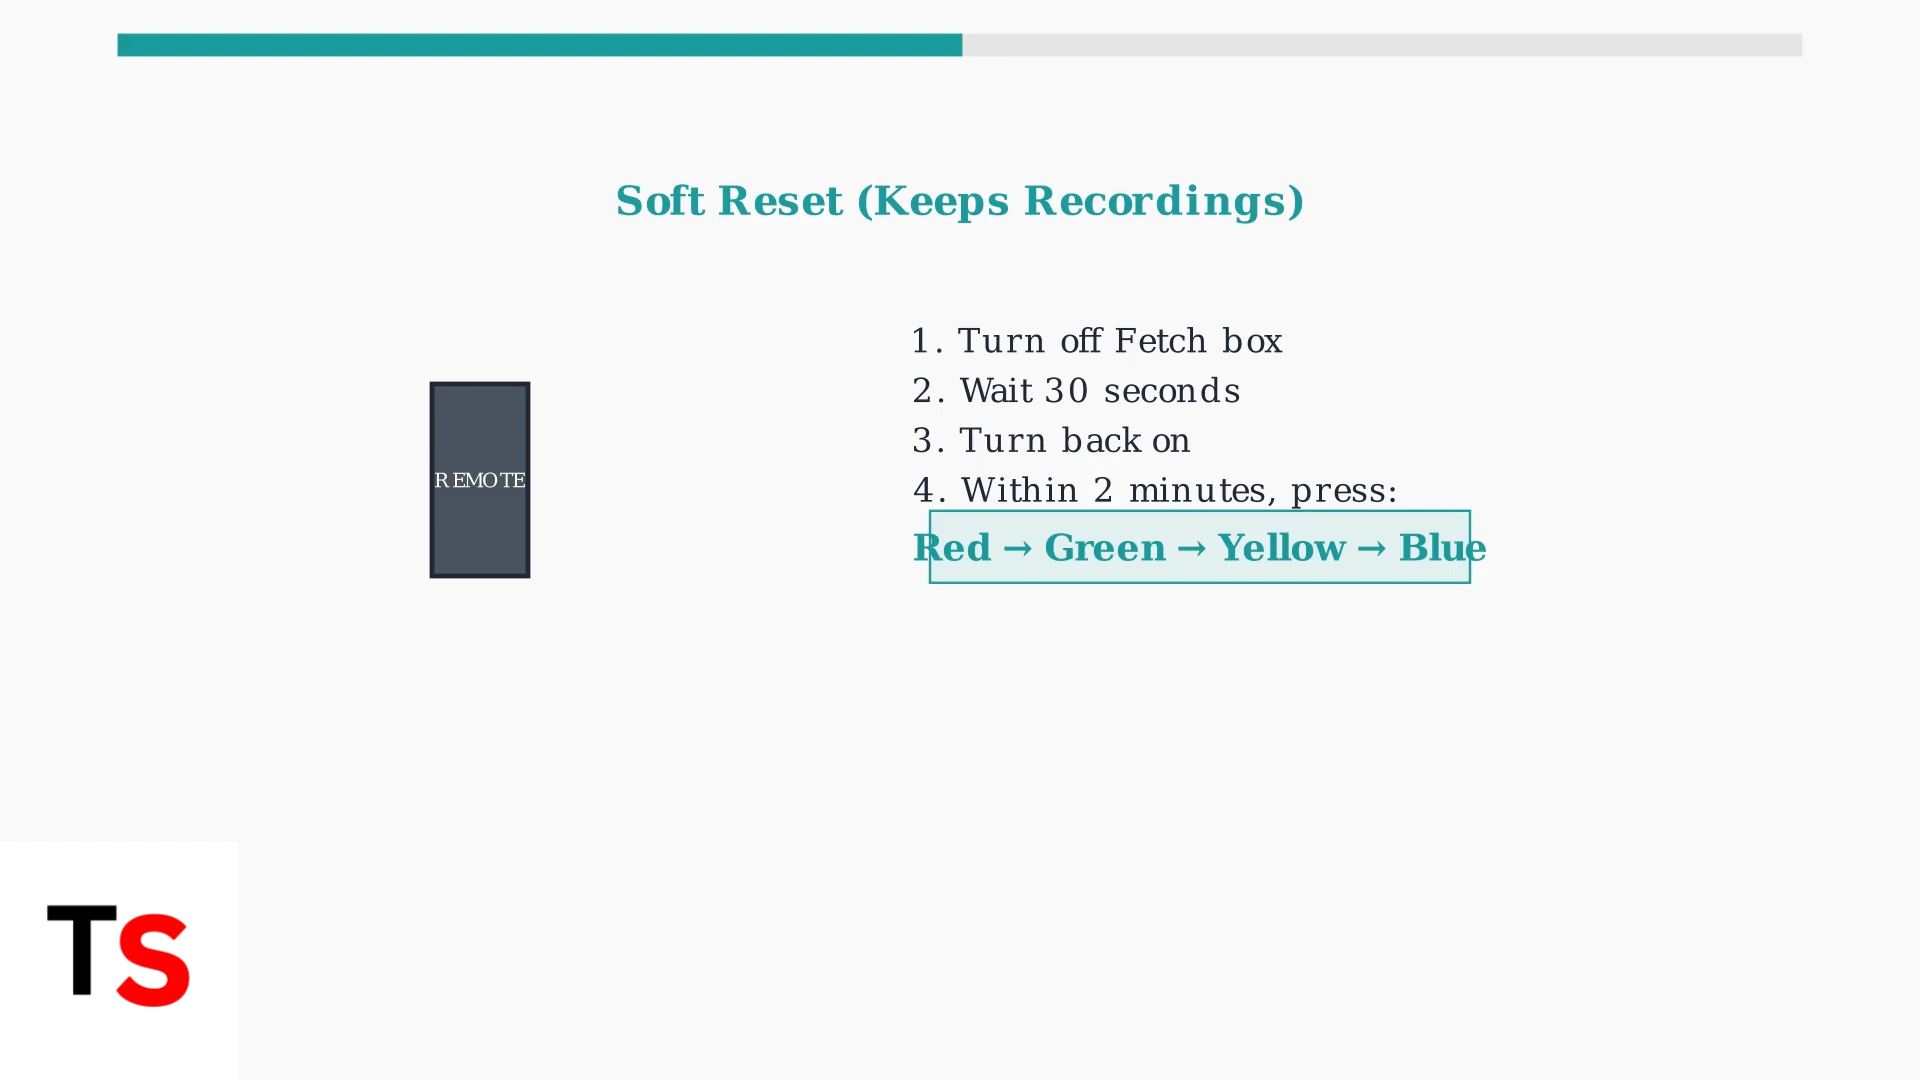 Soft Reset (Keeps Recordings)
1. Turn off Fetch box
2. Wait 30 seconds
3. Turn back on
4. Within 2 minutes, press:
REMOTE
Red → Green → Yellow → Blue
TS